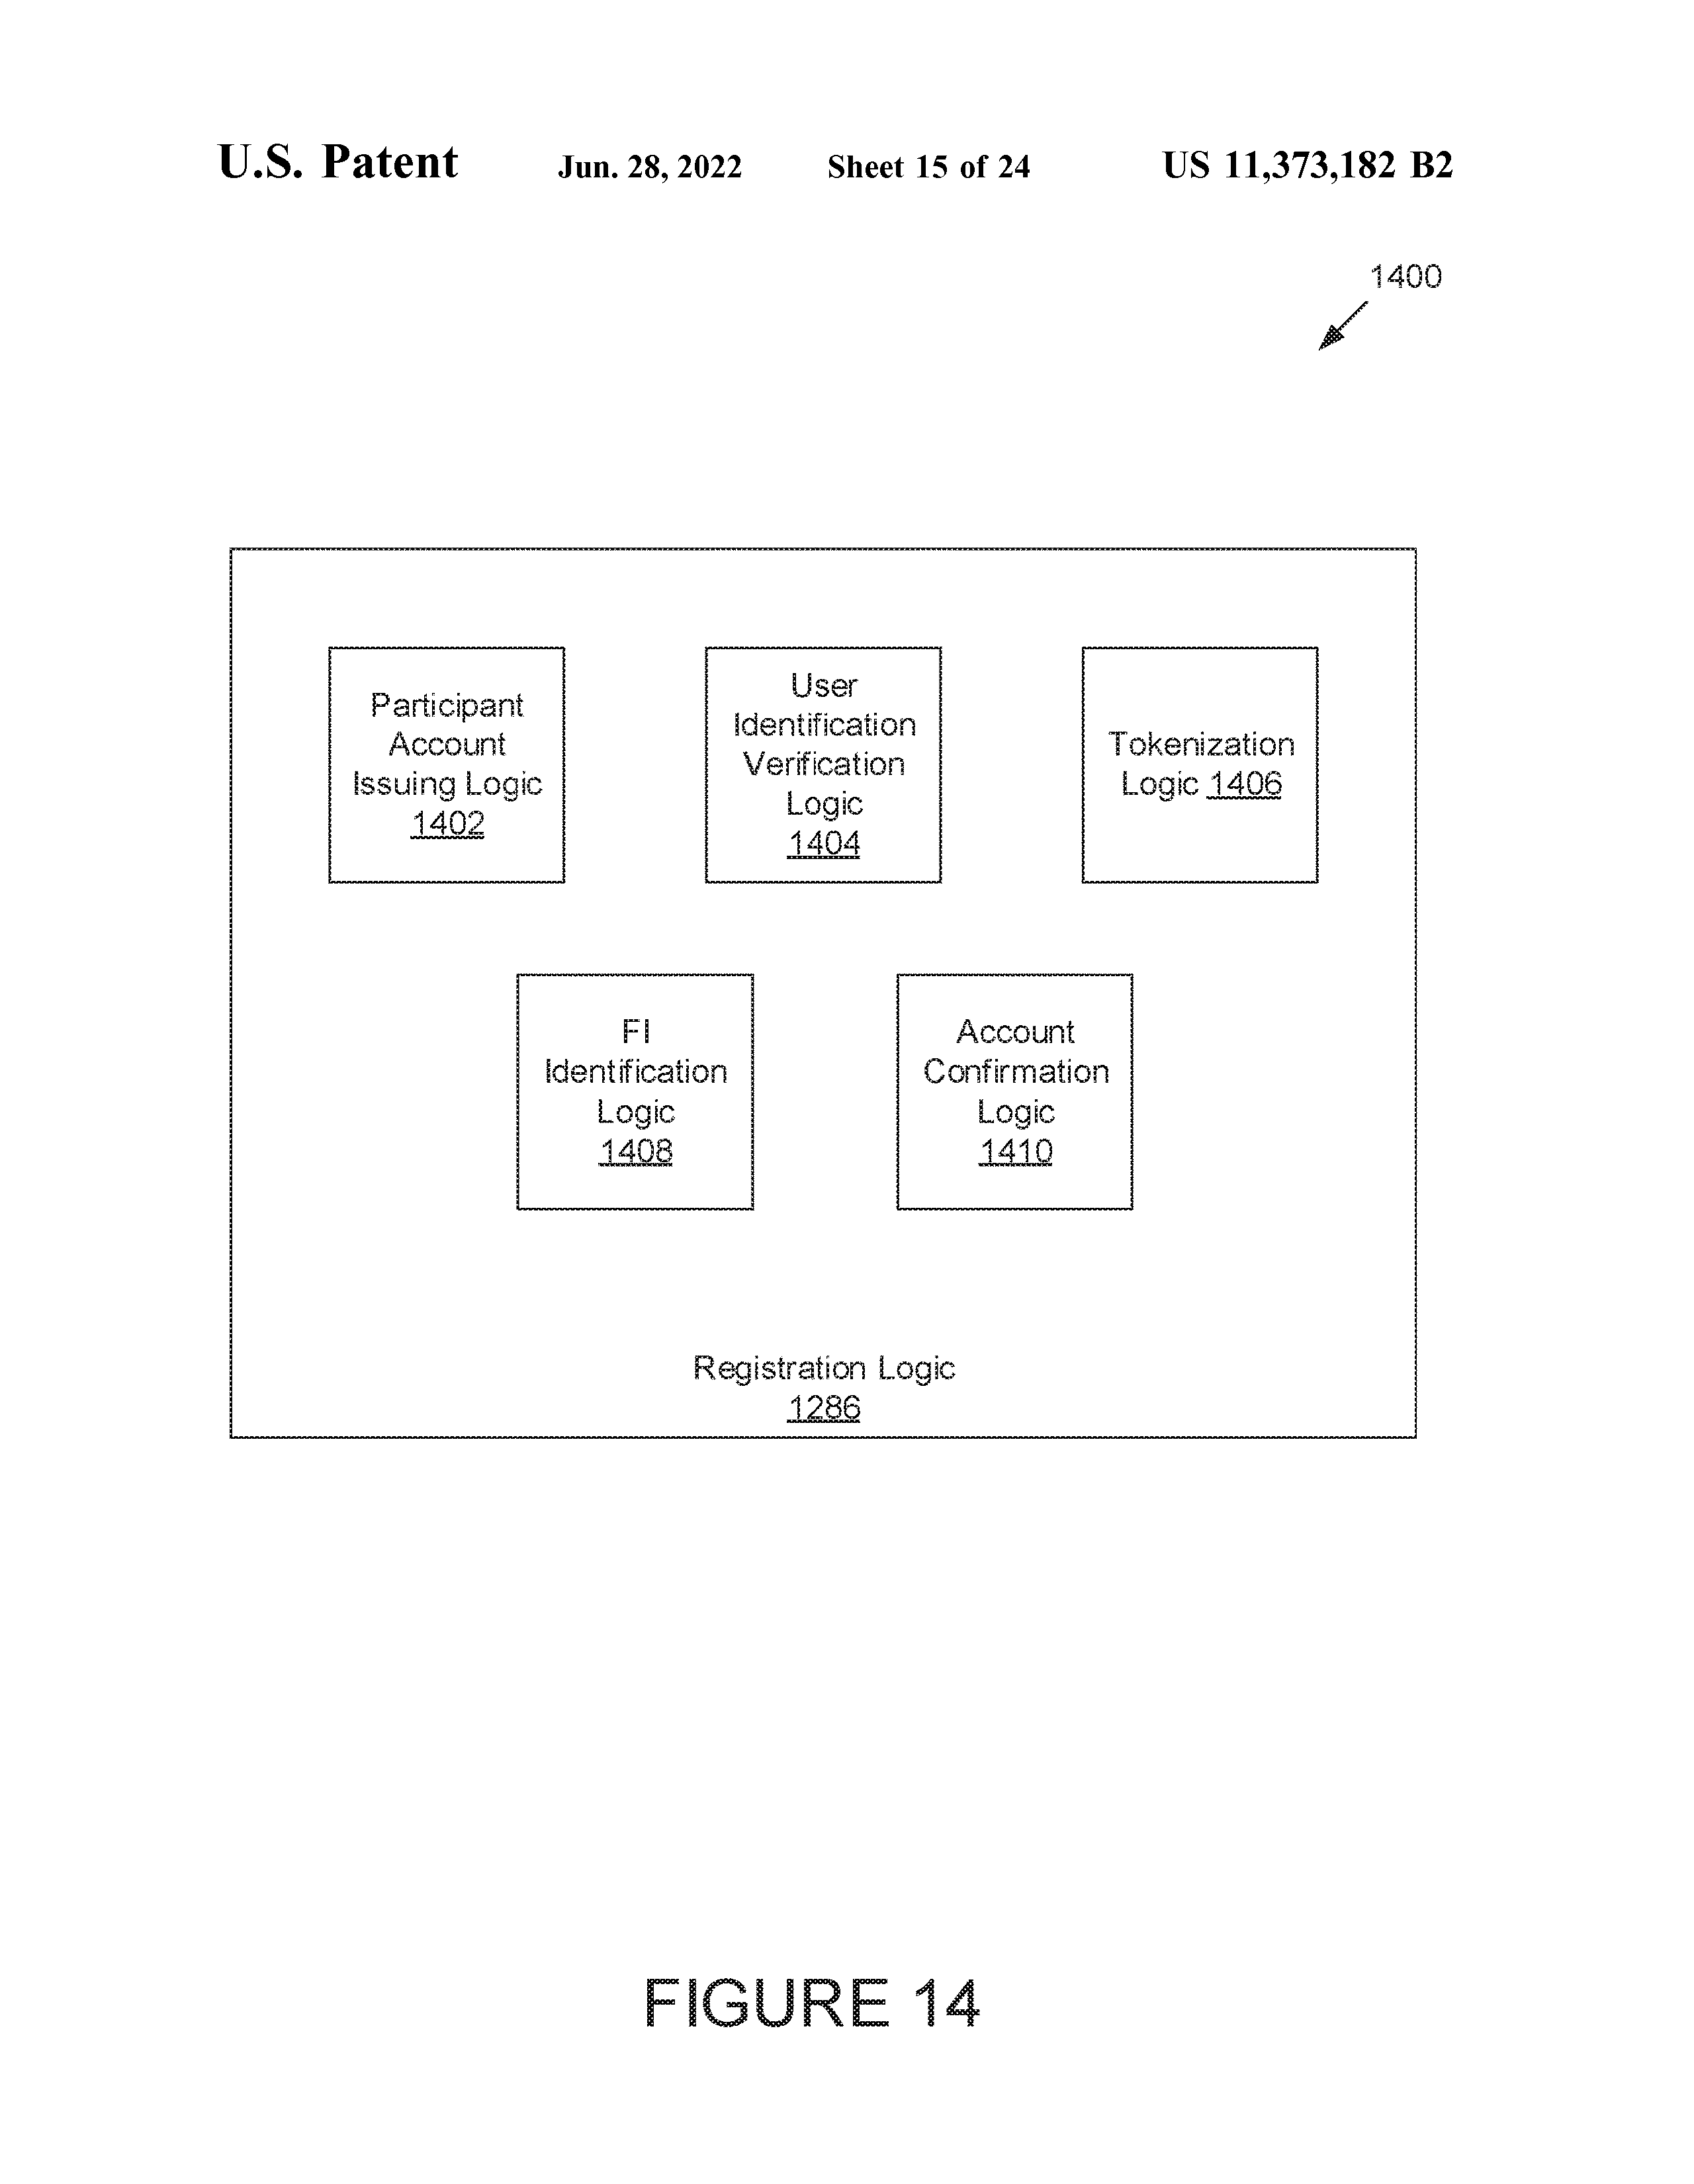 U.S. Patent Jun. 28, 2022 Sheet 15 of 24 US 11,373,182 B2
1400
Participant
Account
Issuing Logic
1402
User
Identification
Verification
Logic
1404
Tokenization
Logic 1406
FI
Identification
Logic
1408
Account
Confirmation
Logic
1410
Registration Logic
1286
FIGURE 14